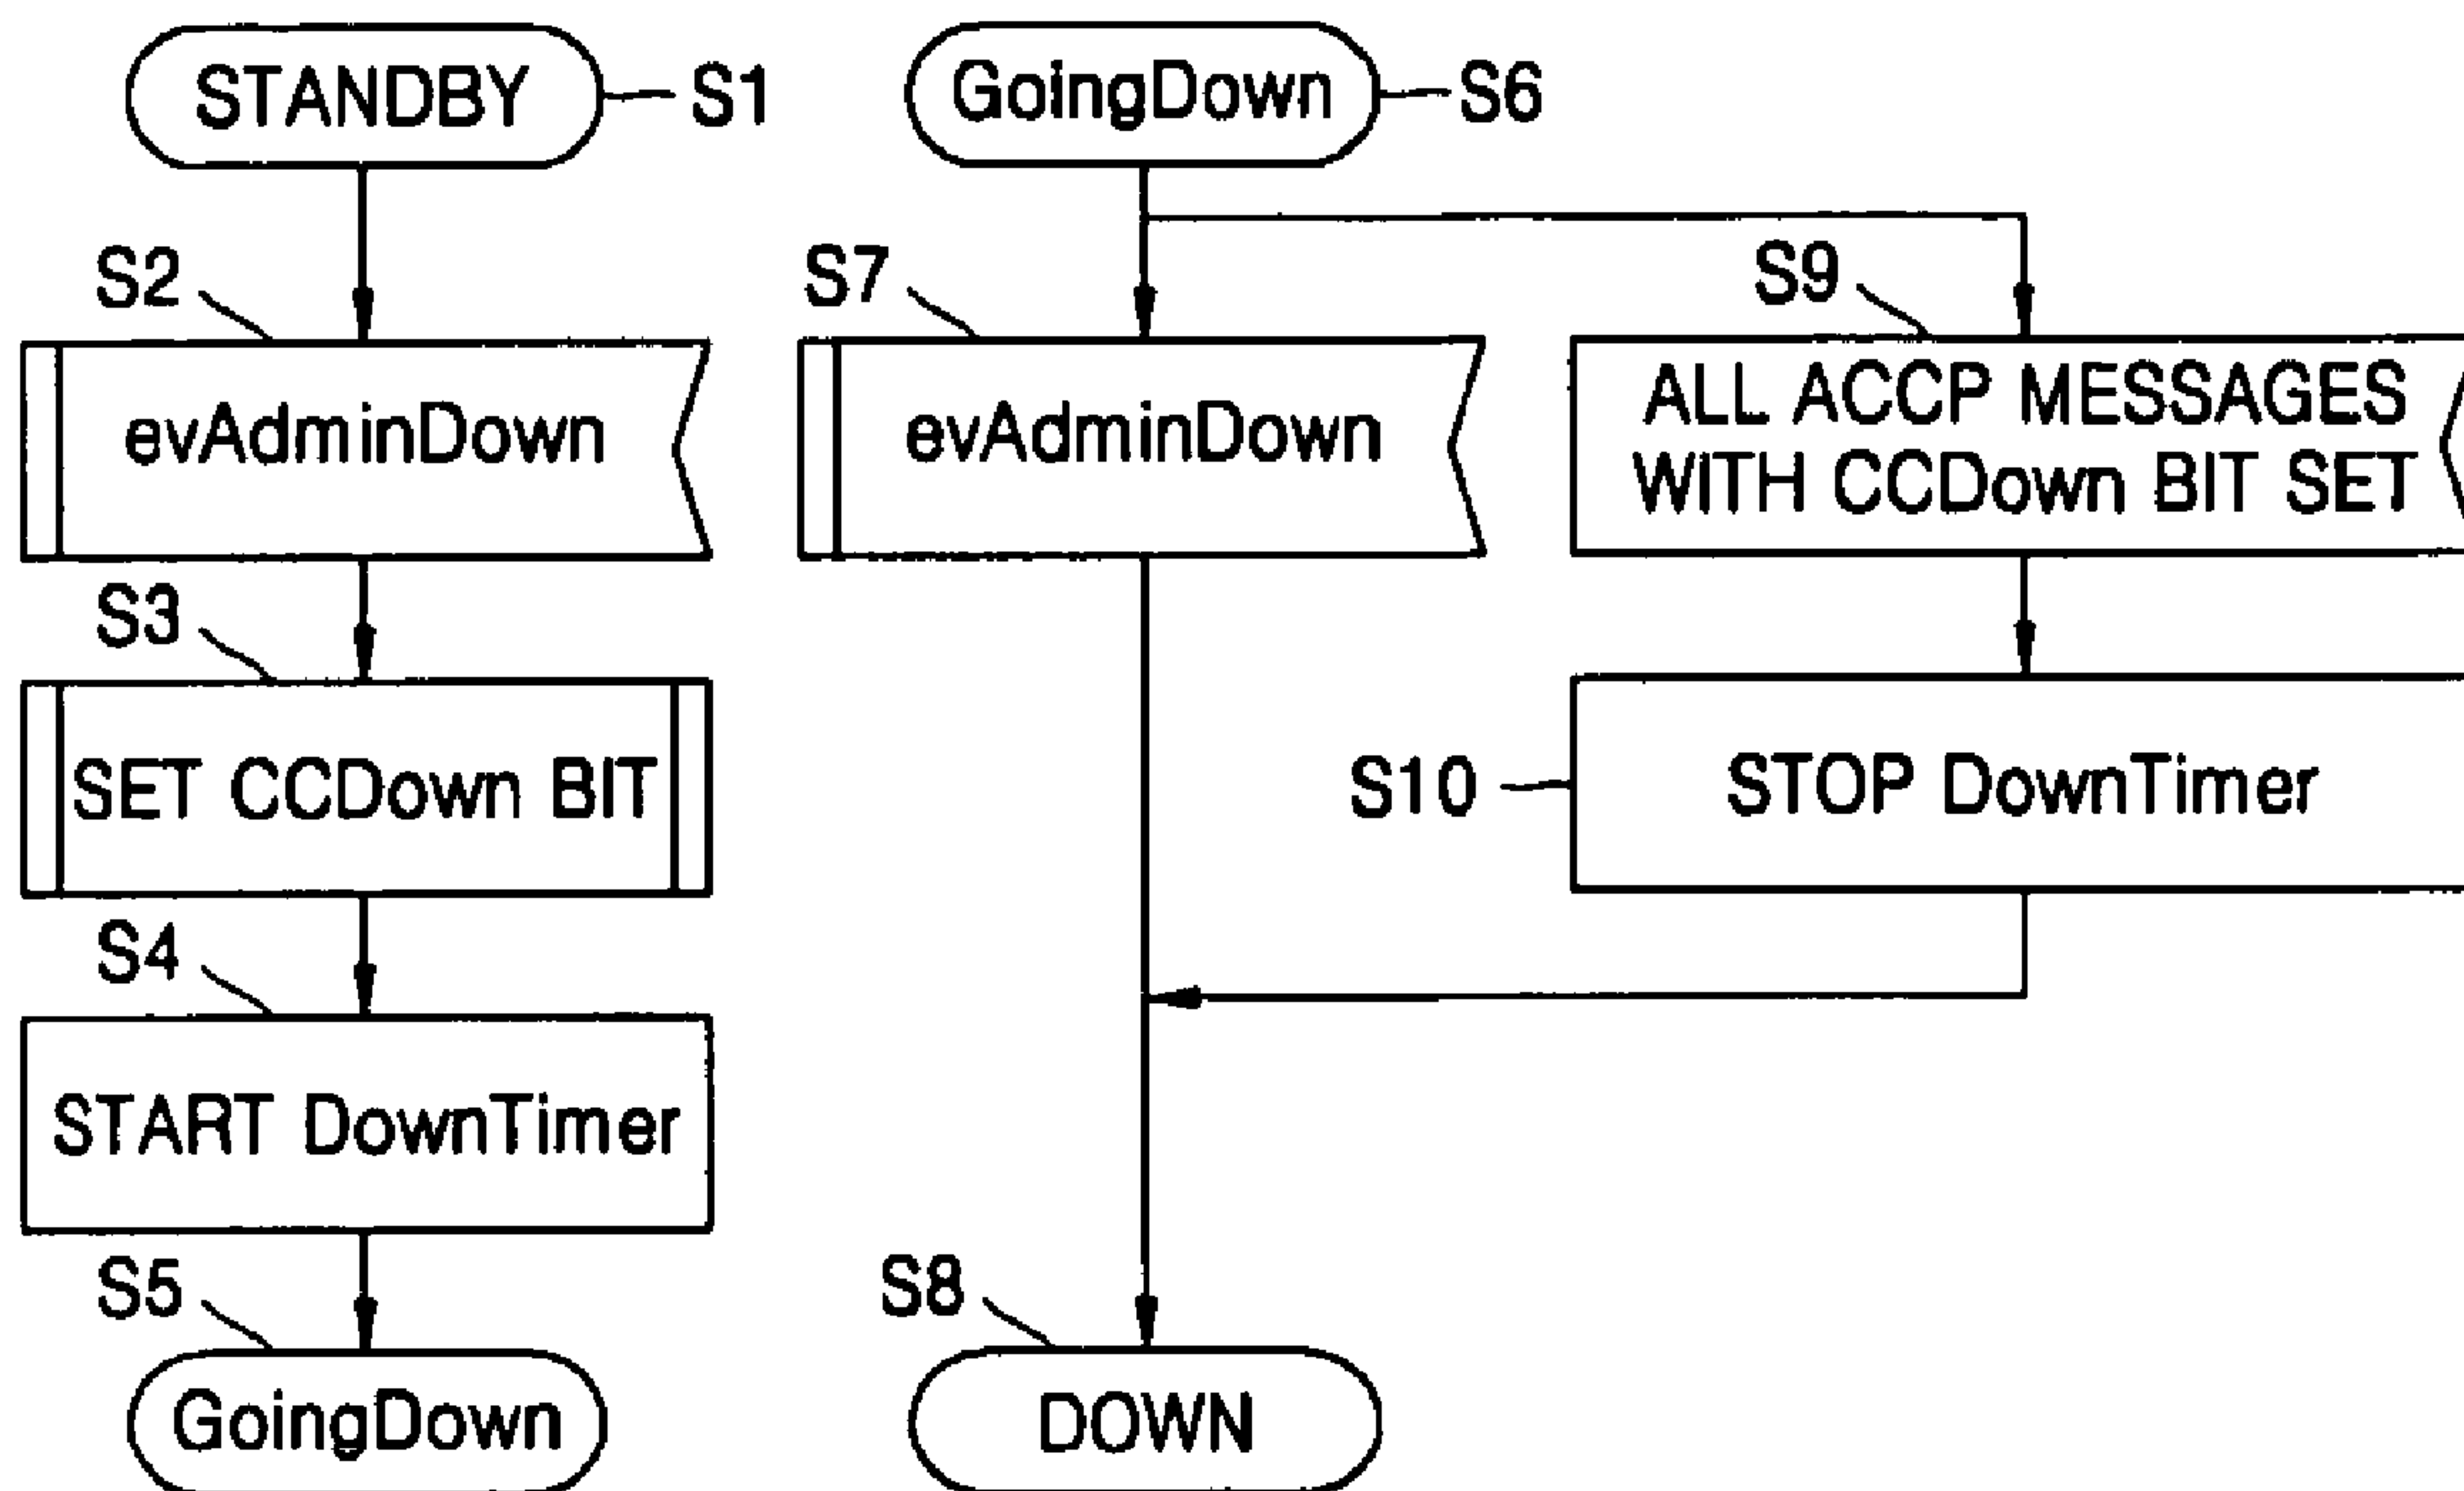 STANDBY
S1
S2
evAdminDown
S3
SET CCDown BIT
S4
START DownTimer
S5
GoingDown
GoingDown
S6
S7
evAdminDown
S8
DOWN
S9
ALL ACCP MESSAGES
WITH CCDown BIT SET
S10
STOP DownTimer